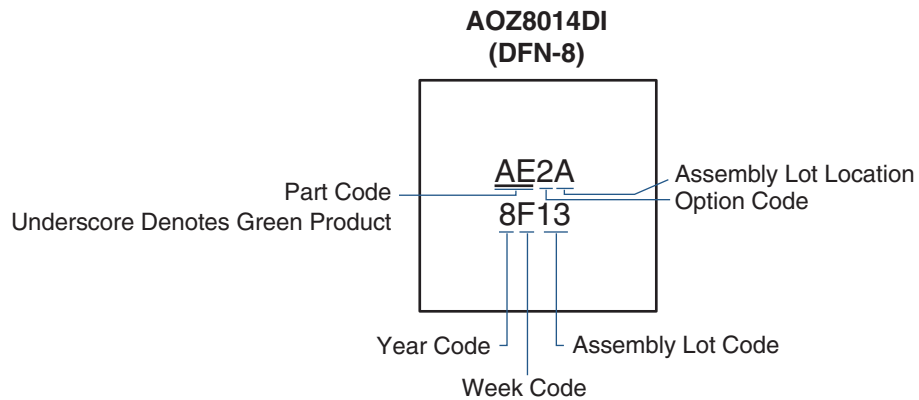 AOZ8014DI
(DFN-8)
AE2A
8F13
Part Code
Underscore Denotes Green Product
Assembly Lot Location
Option Code
Year Code
Assembly Lot Code
Week Code